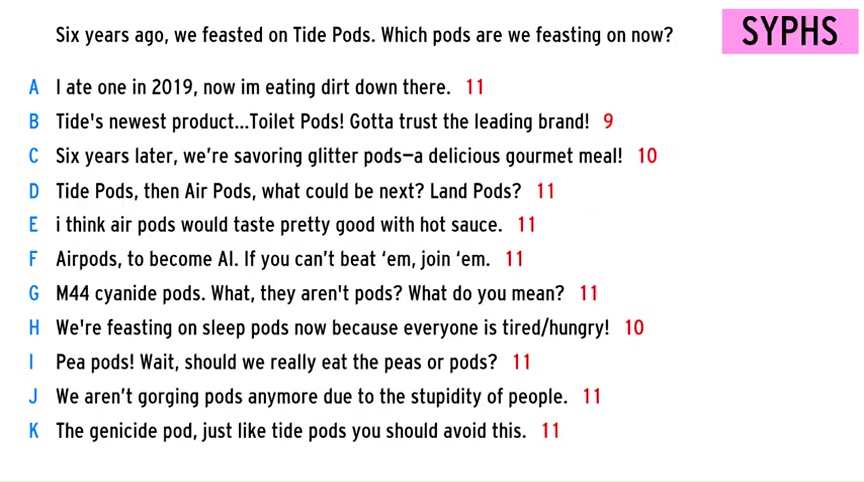 Six years ago, we feasted on Tide Pods. Which pods are we feasting on now?
SYPHS
A I ate one in 2019, now im eating dirt down there. 11
B Tide's newest product...Toilet Pods! Gotta trust the leading brand! 9
C Six years later, we’re savoring glitter pods—a delicious gourmet meal! 10
D Tide Pods, then Air Pods, what could be next? Land Pods? 11
E i think air pods would taste pretty good with hot sauce. 11
F Airpods, to become AI. If you can’t beat ‘em, join ‘em. 11
G M44 cyanide pods. What, they aren't pods? What do you mean? 11
H We're feasting on sleep pods now because everyone is tired/hungry! 10
I Pea pods! Wait, should we really eat the peas or pods? 11
J We aren’t gorging pods anymore due to the stupidity of people. 11
K The genicide pod, just like tide pods you should avoid this. 11